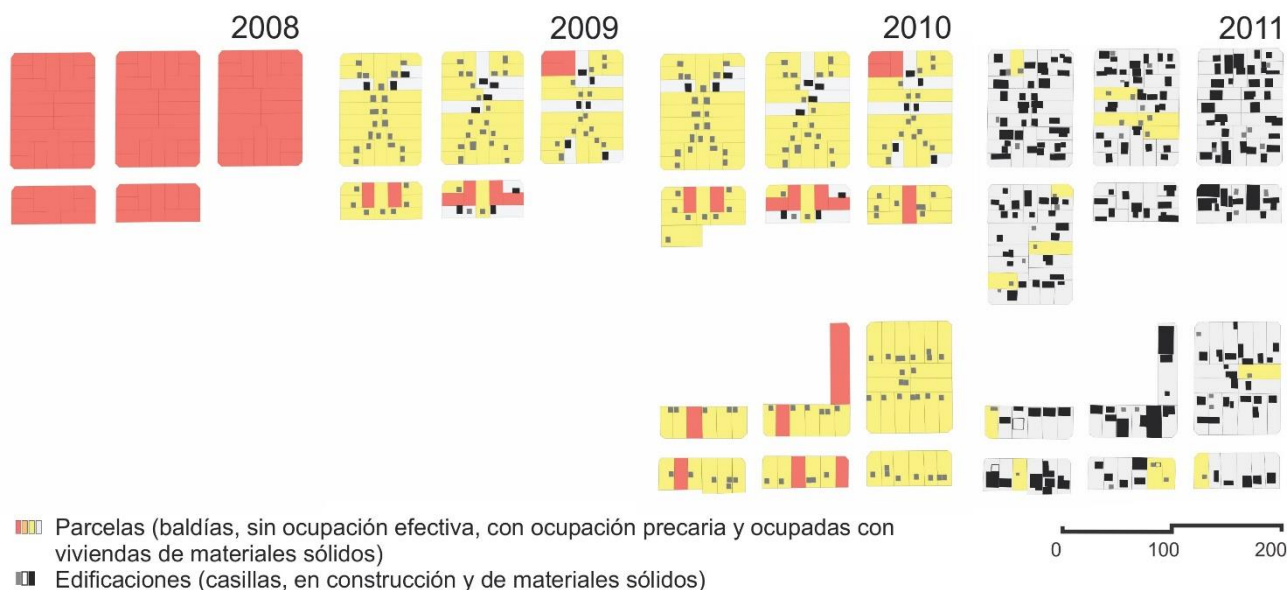 2008
2009
2010
2011
Parcelas (baldías, sin ocupación efectiva, con ocupación precaria y ocupadas con
viviendas de materiales sólidos)
Edificaciones (casillas, en construcción y de materiales sólidos)
0 100 200